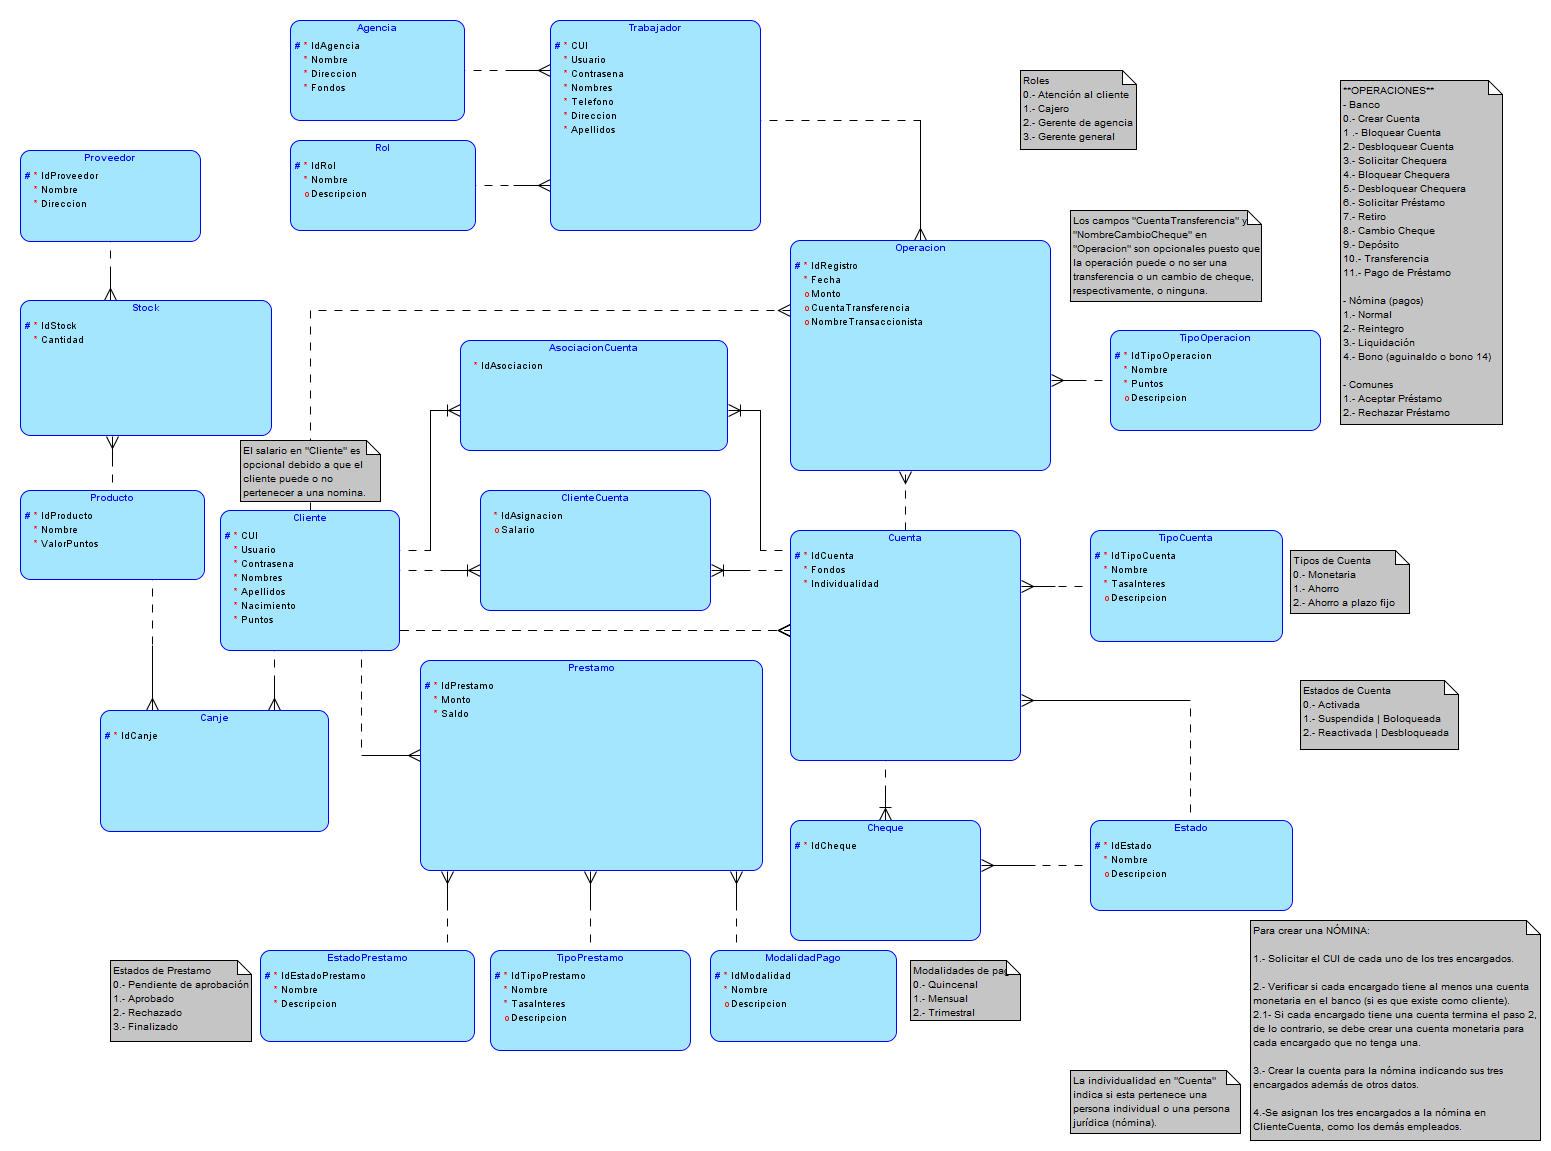 Agencia
# * IdAgencia
* Nombre
* Direccion
* Fondos
Trabajador
# * CUI
* Usuario
* Contrasena
* Nombres
* Telefono
* Direccion
* Apellidos
Rol
# * IdRol
* Nombre
o Descripcion
Roles
0.- Atención al cliente
1.- Cajero
2.- Gerente de agencia
3.- Gerente general
**OPERACIONES**
- Banco
0.- Crear Cuenta
1 .- Bloquear Cuenta
2.- Desbloquear Cuenta
3.- Solicitar Chequera
4.- Bloquear Chequera
5.- Desbloquear Chequera
6.- Solicitar Préstamo
7.- Retiro
8.- Cambio Cheque
9.- Depósito
10.- Transferencia
11.- Pago de Préstamo
- Nómina (pagos)
1.- Normal
2.- Reintegro
3.- Liquidación
4.- Bono (aguinaldo o bono 14)
- Comunes
1.- Aceptar Préstamo
2.- Rechazar Préstamo
Proveedor
# * IdProveedor
* Nombre
* Direccion
Los campos "CuentaTransferencia" y
"NombreCambioCheque" en
"Operacion" son opcionales puesto que
la operación puede o no ser una
transferencia o un cambio de cheque,
respectivamente, o ninguna.
Operacion
# * IdRegistro
* Fecha
o Monto
o CuentaTransferencia
o NombreTransaccionista
Stock
# * IdStock
* Cantidad
AsociacionCuenta
* IdAsociacion
TipoOperacion
# * IdTipoOperacion
* Nombre
* Puntos
o Descripcion
El salario en "Cliente" es
opcional debido a que el
cliente puede o no
pertenecer a una nomina.
Producto
# * IdProducto
* Nombre
* ValorPuntos
Cliente
# * CUI
* Usuario
* Contrasena
* Nombres
* Apellidos
* Nacimiento
* Puntos
ClienteCuenta
* IdAsignacion
o Salario
Cuenta
# * IdCuenta
* Fondos
* Individualidad
TipoCuenta
# * IdTipoCuenta
* Nombre
* TasaInteres
o Descripcion
Tipos de Cuenta
0.- Monetaria
1.- Ahorro
2.- Ahorro a plazo fijo
Prestamo
# * IdPrestamo
* Monto
* Saldo
Estados de Cuenta
0.- Activada
1.- Suspendida | Boloqueada
2.- Reactivada | Desbloqueada
Canje
# * IdCanje
Cheque
# * IdCheque
Estado
# * IdEstado
* Nombre
o Descripcion
Estados de Prestamo
0.- Pendiente de aprobación
1.- Aprobado
2.- Rechazado
3.- Finalizado
EstadoPrestamo
# * IdEstadoPrestamo
* Nombre
* Descripcion
TipoPrestamo
# * IdTipoPrestamo
* Nombre
* TasaInteres
o Descripcion
ModalidadPago
# * IdModalidad
* Nombre
o Descripcion
Modalidades de
0.- Quincenal
1.- Mensual
2.- Trimestral
Para crear una NÓMINA:
1.- Solicitar el CUI de cada uno de los tres encargados.
2.- Verificar si cada encargado tiene al menos una cuenta
monetaria en el banco (si es que existe como cliente).
2.1- Si cada encargado tiene una cuenta termina el paso 2,
de lo contrario, se debe crear una cuenta monetaria para
cada encargado que no tenga una.
3.- Crear la cuenta para la nómina indicando sus tres
encargados además de otros datos.
4.-Se asignan los tres encargados a la nómina en
ClienteCuenta, como los demás empleados.
La individualidad en "Cuenta"
indica si esta pertenece una
persona individual o una persona
jurídica (nómina).